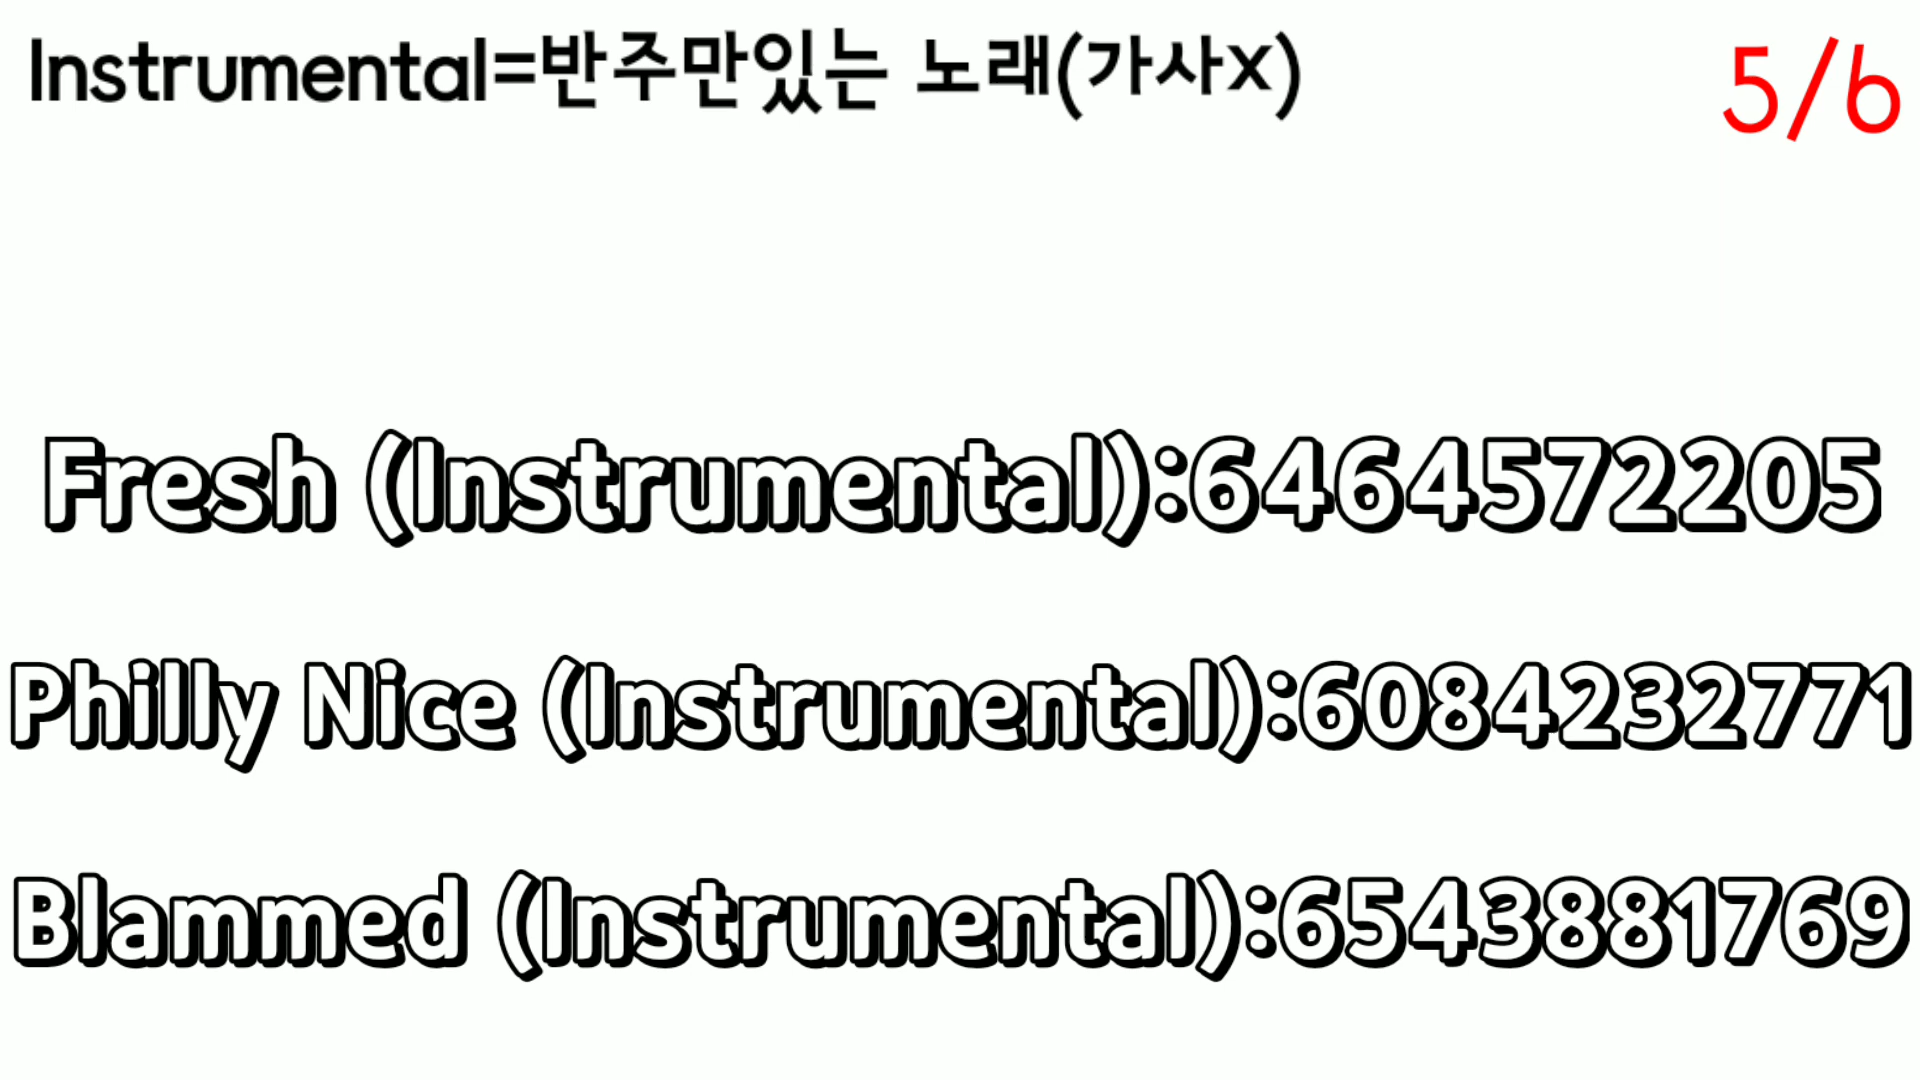 Instrumental=반주만있는 노래(가사X)
5/6
Fresh (Instrumental):6464572205
Philly Nice (Instrumental):6084232771
Blammed (Instrumental):6543881769